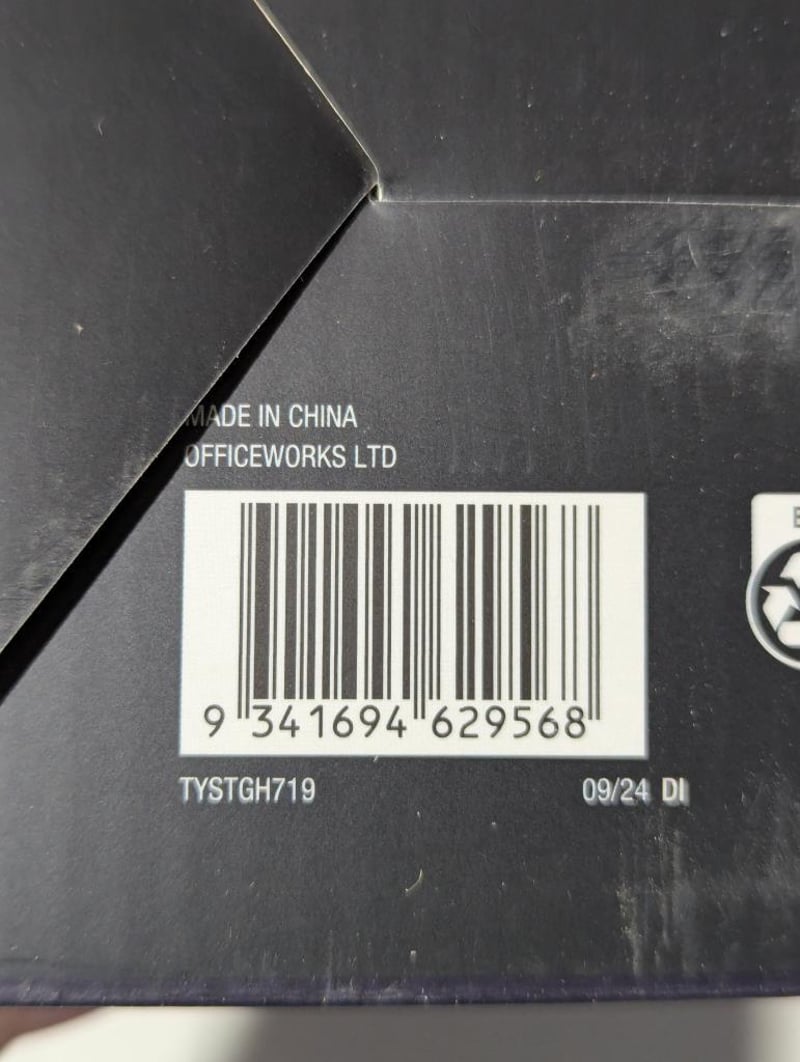 MADE IN CHINA
OFFICEWORKS LTD
9 341694 629568
TYSTGH719
09/24 DI